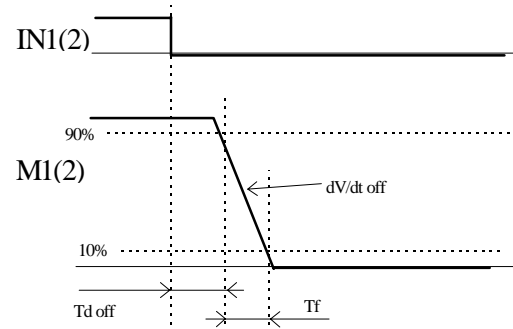 IN1(2)
90%
M1(2)
dV/dt off
10%
Td off
Tf